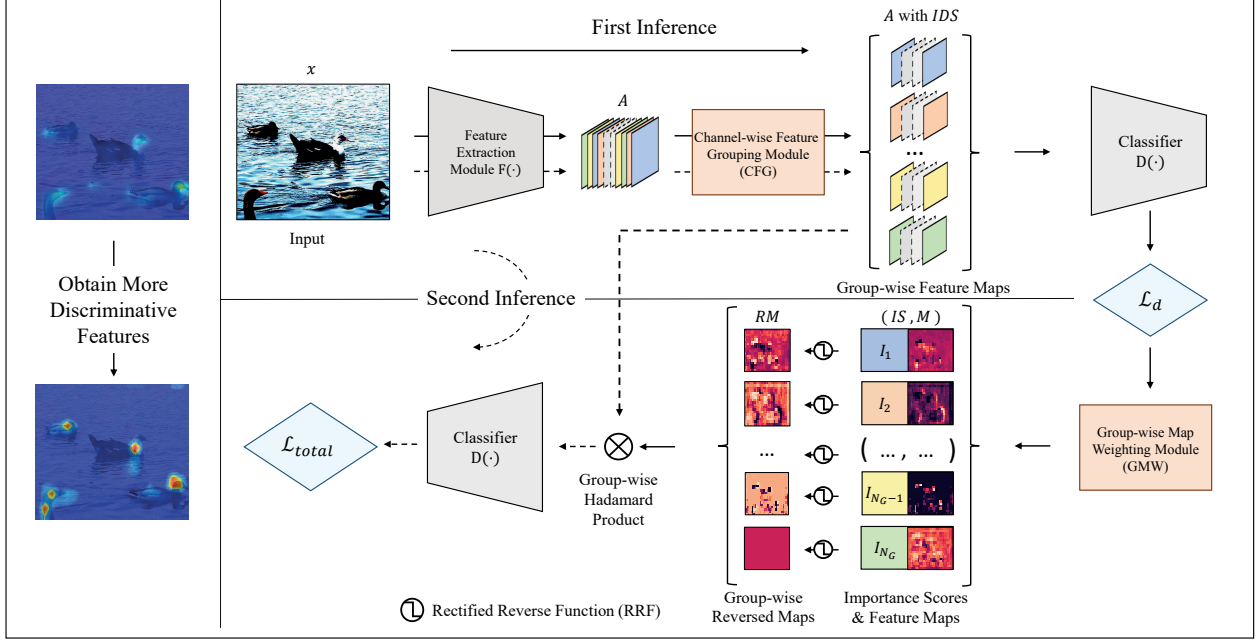 First Inference
A with IDS
x
A
Feature
Extraction
Module F(·)
Channel-wise Feature
Grouping Module
(CFG)
...
Classifier
D(·)
Input
Group-wise Feature Maps
Obtain More
Discriminative
Features
Second Inference
ℒ_d
RM
(IS, M)
I_1
I_2
...
(..., ...)
I_{N_G-1}
I_{N_G}
ℒ_total
Classifier
D(·)
Group-wise
Hadamard
Product
Group-wise Map
Weighting Module
(GMW)
Rectified Reverse Function (RRF)
Group-wise
Reversed Maps
Importance Scores
& Feature Maps